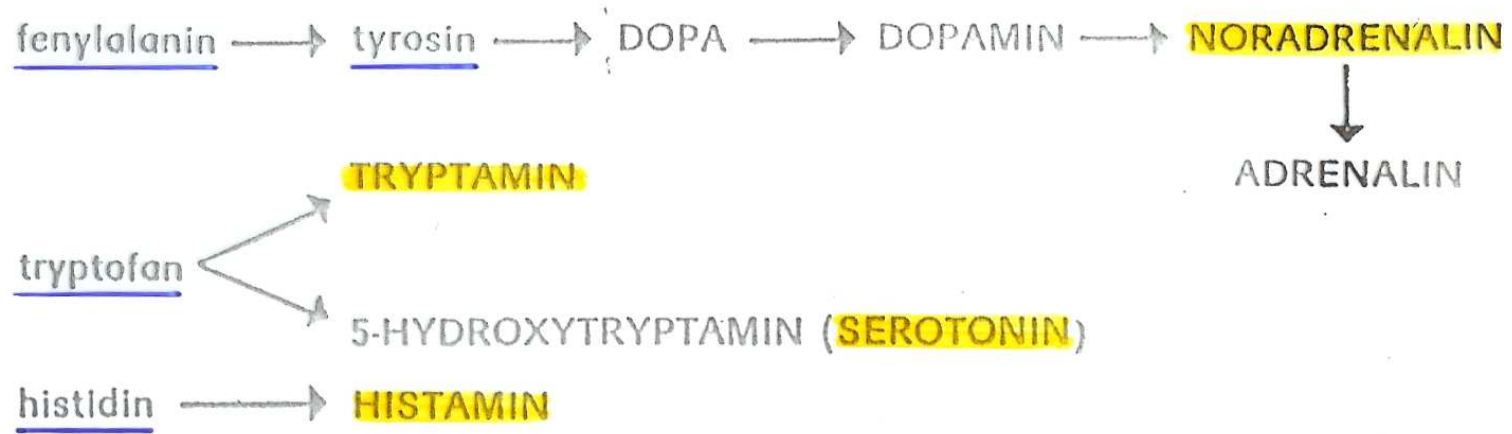 fenylalanin → tyrosin → DOPA → DOPAMIN → NORADRENALIN
TRYPTAMIN
ADRENALIN
tryptofan
5-HYDROXYTRYPTAMIN (SEROTONIN)
histidin → HISTAMIN